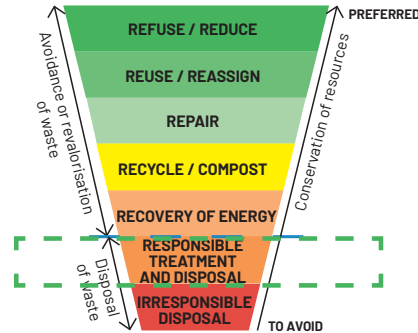 PREFERRED
REFUSE / REDUCE
REUSE / REASSIGN
REPAIR
RECYCLE / COMPOST
RECOVERY OF ENERGY
RESPONSIBLE
TREATMENT
AND DISPOSAL
IRRESPONSIBLE
DISPOSAL
TO AVOID
Avoidance or revalorisation
of waste
Disposal
of waste
Conservation of resources